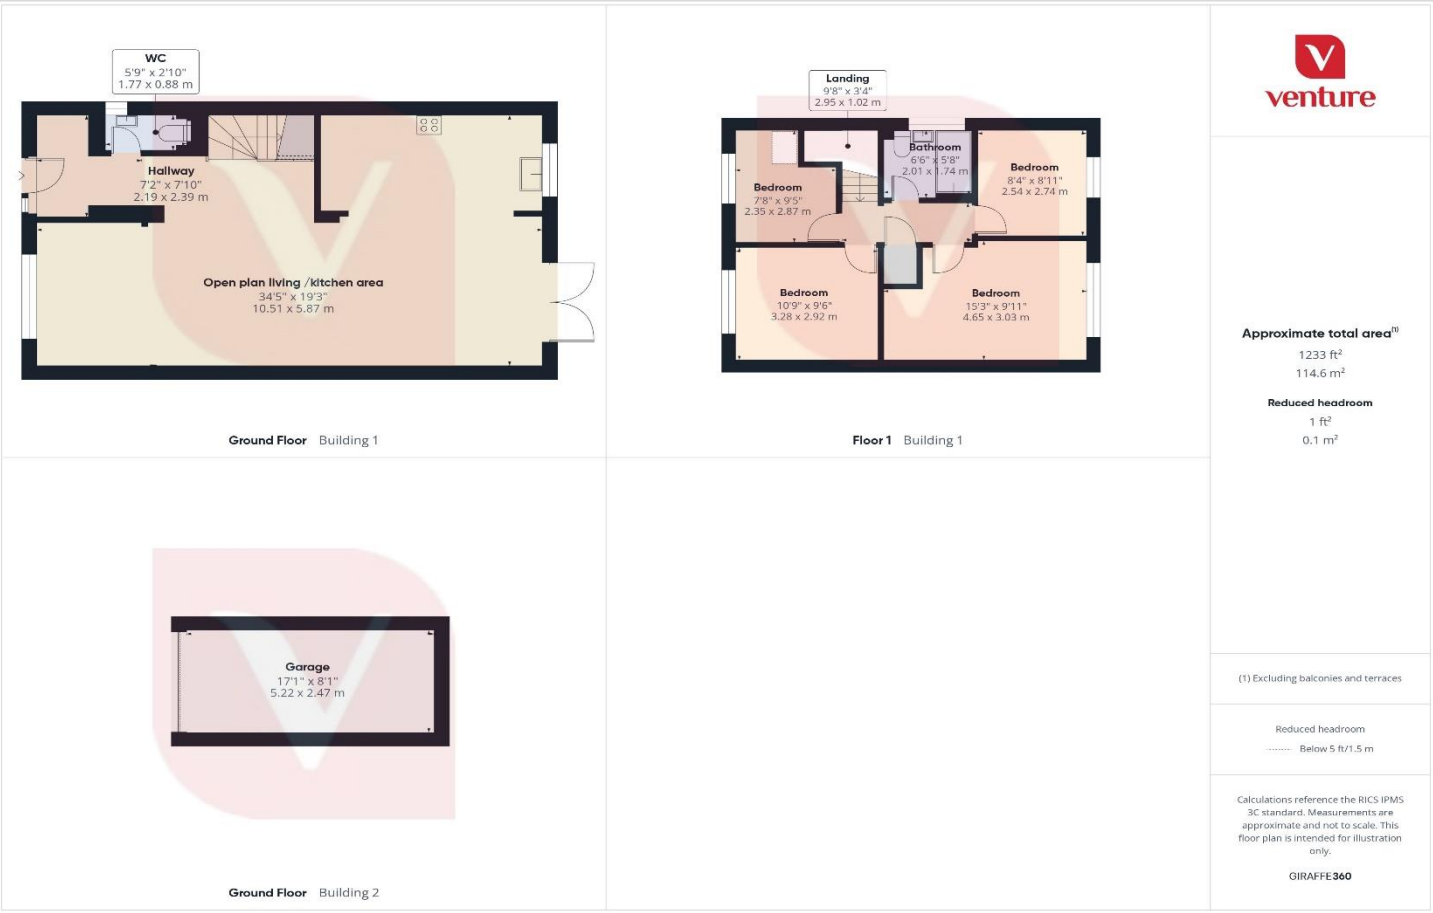 WC
5'9" x 2'10"
1.77 x 0.88 m
Hallway
7'2" x 7'10"
2.19 x 2.39 m
Open plan living /kitchen area
34'5" x 19'3"
10.51 x 5.87 m
Ground Floor Building 1
Landing
9'8" x 3'4"
2.95 x 1.02 m
Bathroom
6'6" x 5'8"
2.01 x 1.74 m
Bedroom
8'4" x 8'11"
2.54 x 2.74 m
Bedroom
7'8" x 9'5"
2.35 x 2.87 m
Bedroom
10'9" x 9'6"
3.28 x 2.92 m
Bedroom
15'3" x 9'11"
4.65 x 3.03 m
Floor 1 Building 1
Garage
17'1" x 8'1"
5.22 x 2.47 m
Ground Floor Building 2
venture
Approximate total area(1)
1233 ft²
114.6 m²
Reduced headroom
1 ft²
0.1 m²
(1) Excluding balconies and terraces
Reduced headroom
Below 5 ft/1.5 m
Calculations reference the RICS IPMS
3C standard. Measurements are
approximate and not to scale. This
floor plan is intended for illustration
only.
GIRAFFE360